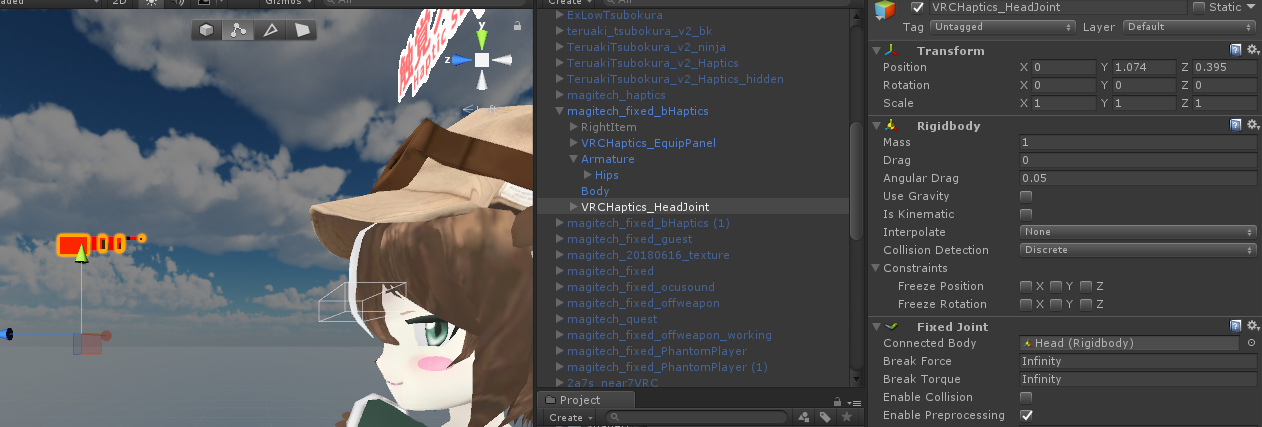 2D
Gizmos
All
y
z
Left
Create
All
ExLowTsubokura
teruaki_tsubokura_v2_bk
TeruakiTsubokura_v2_ninja
TeruakiTsubokura_v2_Haptics
TeruakiTsubokura_v2_Haptics_hidden
magitech_haptics
magitech_fixed_bHaptics
RightItem
VRCHaptics_EquipPanel
Armature
Hips
Body
VRCHaptics_HeadJoint
magitech_fixed_bHaptics (1)
magitech_fixed_guest
magitech_20180616_texture
magitech_fixed
magitech_fixed_ocusound
magitech_fixed_offweapon
magitech_quest
magitech_fixed_offweapon_working
magitech_fixed_PhantomPlayer
magitech_fixed_PhantomPlayer (1)
2a7s_near7VRC
Project
Create
VRCHaptics_HeadJoint Static
Tag Untagged Layer Default
Transform
Position X 0 Y 1.074 Z 0.395
Rotation X 0 Y 0 Z 0
Scale X 1 Y 1 Z 1
Rigidbody
Mass 1
Drag 0
Angular Drag 0.05
Use Gravity
Is Kinematic
Interpolate None
Collision Detection Discrete
Constraints
Freeze Position X Y Z
Freeze Rotation X Y Z
Fixed Joint
Connected Body Head (Rigidbody)
Break Force Infinity
Break Torque Infinity
Enable Collision
Enable Preprocessing